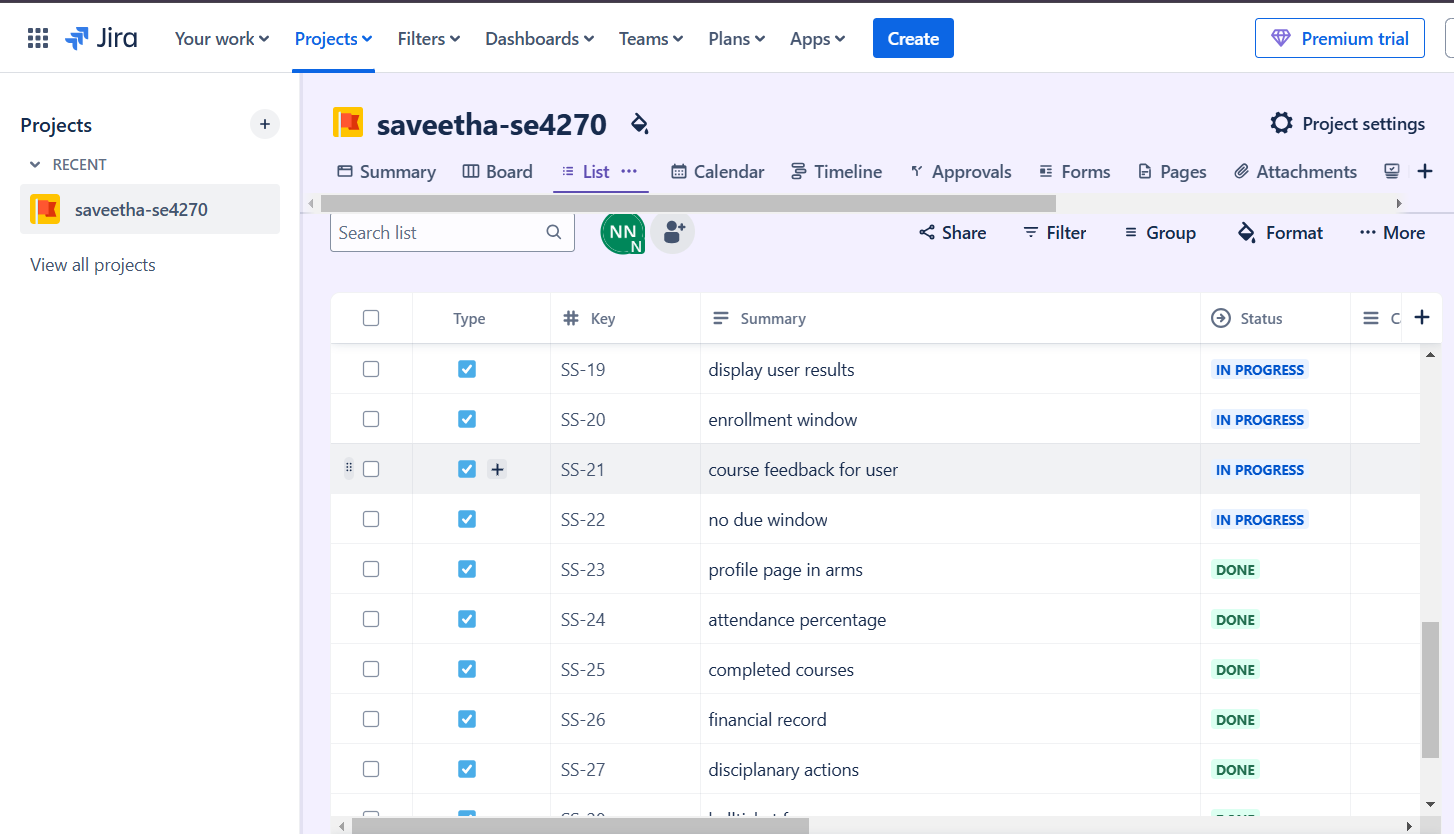 Jira Your work Projects Filters Dashboards Teams Plans Apps Create Premium trial
Projects
RECENT
saveetha-se4270
View all projects
saveetha-se4270 Project settings
Summary Board List Calendar Timeline Approvals Forms Pages Attachments
Search list NN N Share Filter Group Format More
Type Key Summary Status
SS-19 display user results IN PROGRESS
SS-20 enrollment window IN PROGRESS
SS-21 course feedback for user IN PROGRESS
SS-22 no due window IN PROGRESS
SS-23 profile page in arms DONE
SS-24 attendance percentage DONE
SS-25 completed courses DONE
SS-26 financial record DONE
SS-27 disciplanary actions DONE